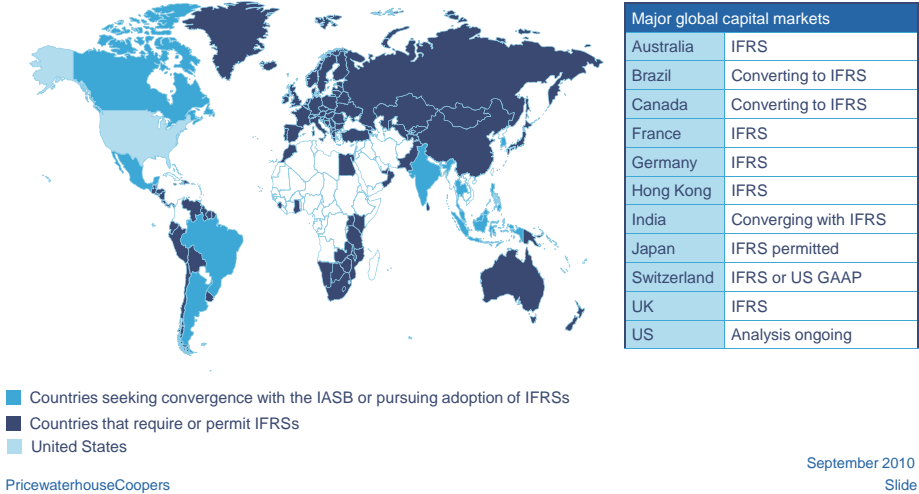 Major global capital markets
Australia IFRS
Brazil Converting to IFRS
Canada Converting to IFRS
France IFRS
Germany IFRS
Hong Kong IFRS
India Converging with IFRS
Japan IFRS permitted
Switzerland IFRS or US GAAP
UK IFRS
US Analysis ongoing
Countries seeking convergence with the IASB or pursuing adoption of IFRSs
Countries that require or permit IFRSs
United States
September 2010
PricewaterhouseCoopers Slide